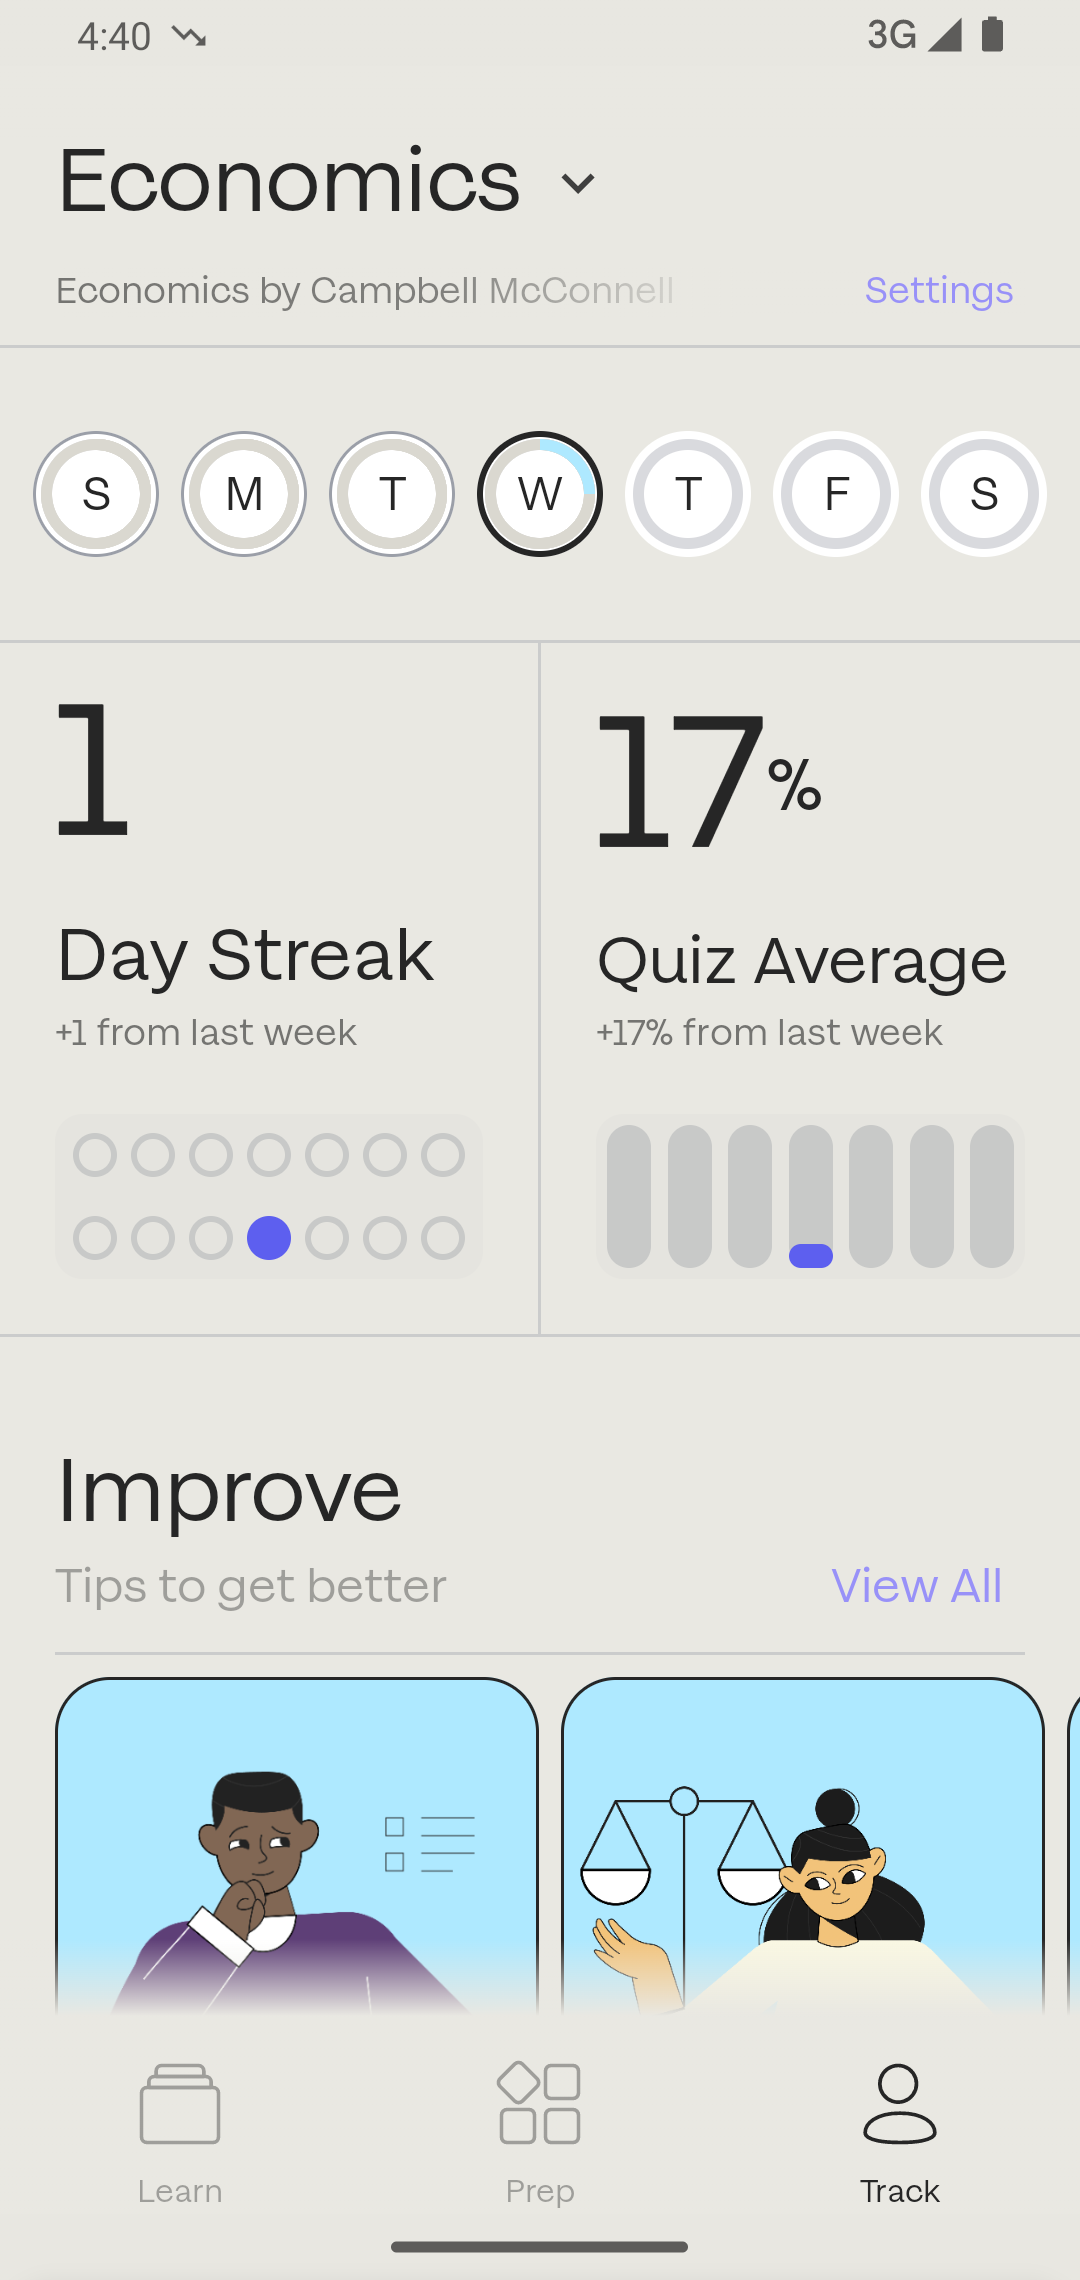 4:40
3G
Economics
Economics by Campbell McConnell
Settings
S M T W T F S
1
Day Streak
+1 from last week
17%
Quiz Average
+17% from last week
Improve
Tips to get better
View All
Learn
Prep
Track